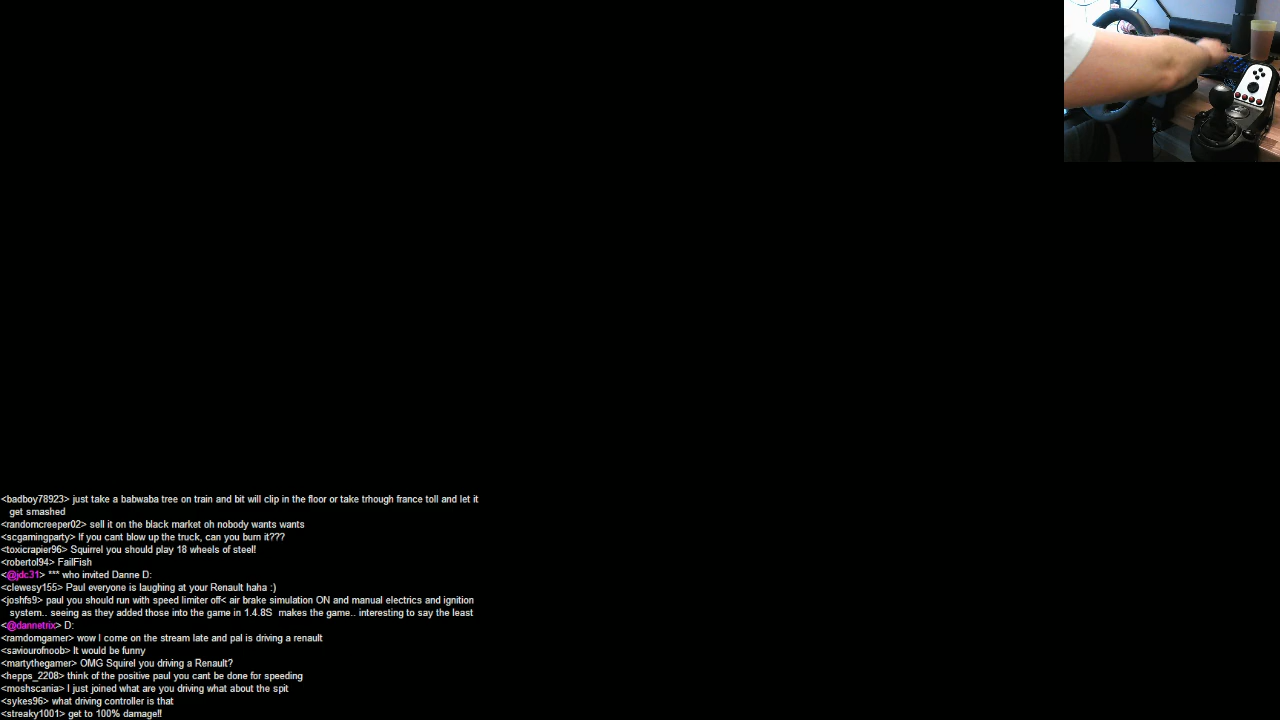 <badboy78923> just take a babwaba tree on train and bit will clip in the floor or take trhough france toll and let it
get smashed
<randomcreeper02> sell it on the black market oh nobody wants wants
<scgamingparty> If you cant blow up the truck, can you burn it???
<toxicrapier96> Squirrel you should play 18 wheels of steel!
<robertol94> FailFish
<@jdc31> *** who invited Danne D:
<clewesy155> Paul everyone is laughing at your Renault haha :)
<joshfs9> paul you should run with speed limiter off< air brake simulation ON and manual electrics and ignition
system.. seeing as they added those into the game in 1.4.8S  makes the game.. interesting to say the least
<@dannetrix> D:
<ramdomgamer> wow I come on the stream late and pal is driving a renault
<saviourofnoob> It would be funny
<martythegamer> OMG Squirel you driving a Renault?
<hepps_2208> think of the positive paul you cant be done for speeding
<moshscania> I just joined what are you driving what about the spit
<sykes96> what driving controller is that
<streaky1001> get to 100% damage!!